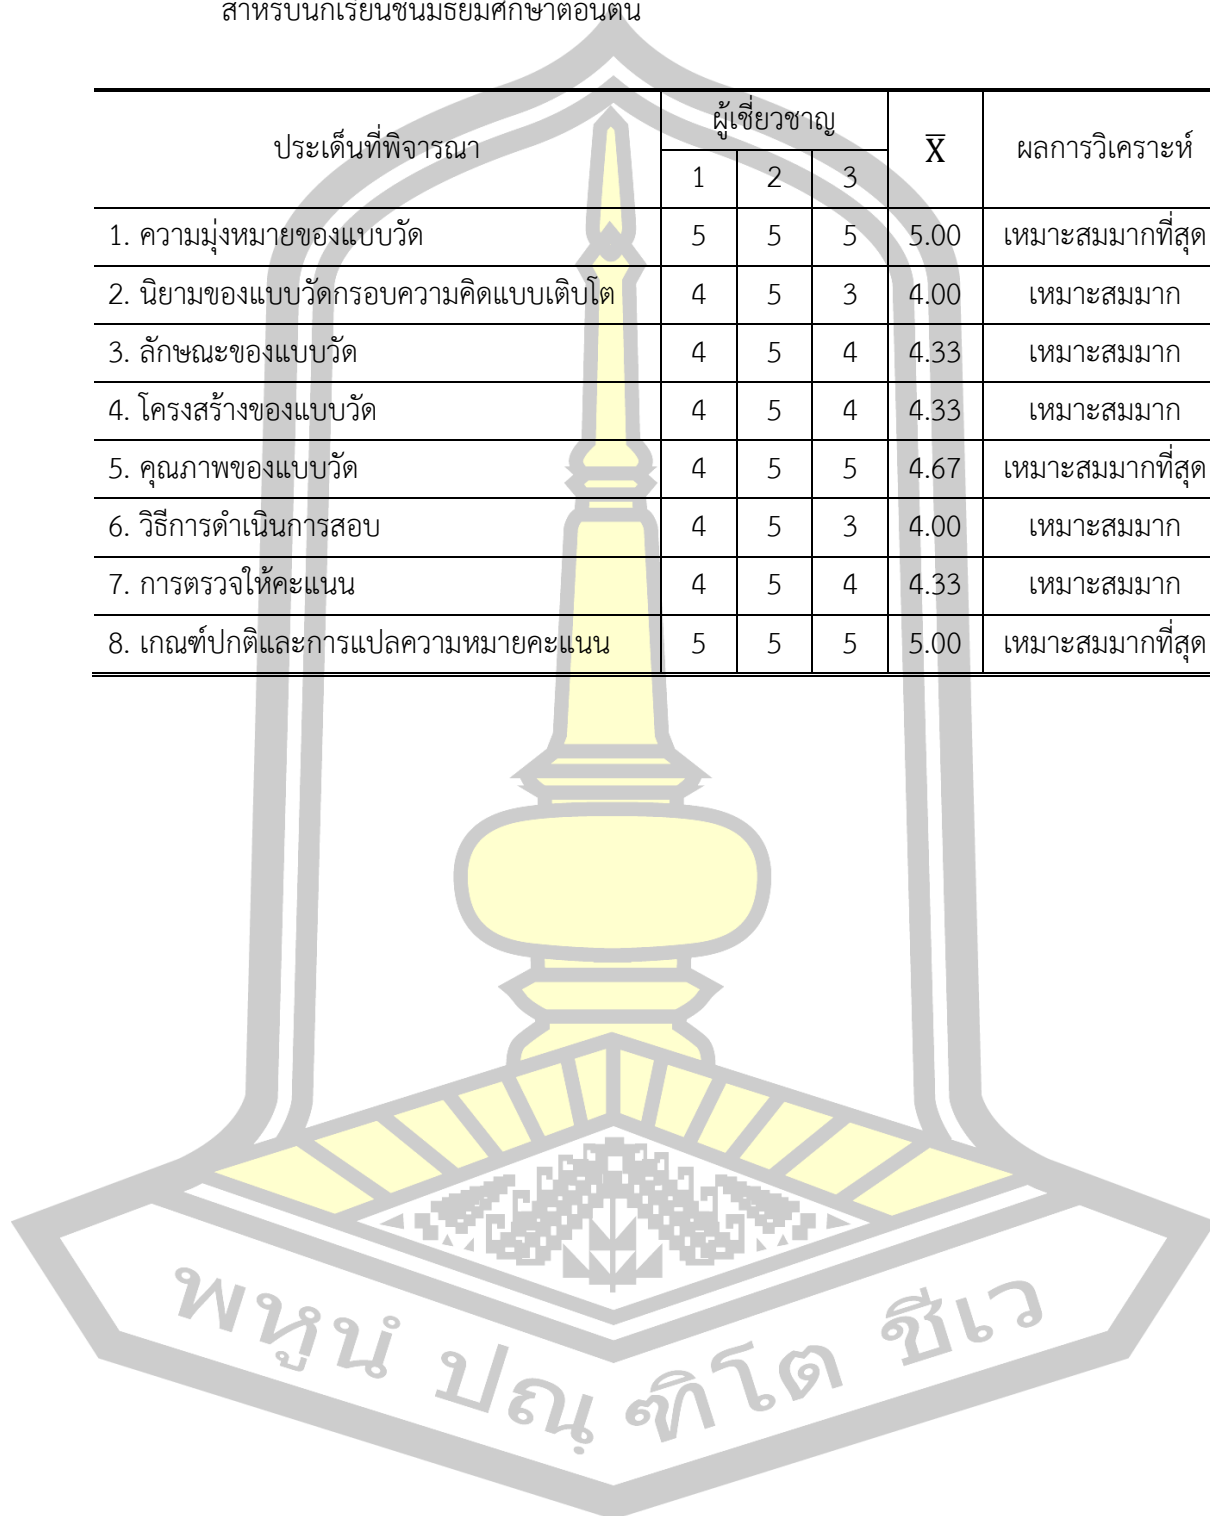 สำหรับนักเรียนชั้นมัธยมศึกษาตอนต้น
ประเด็นที่พิจารณา ผู้เชี่ยวชาญ X̅ ผลการวิเคราะห์
1 2 3
1. ความมุ่งหมายของแบบวัด 5 5 5 5.00 เหมาะสมมากที่สุด
2. นิยามของแบบวัดกรอบความคิดแบบเติบโต 4 5 3 4.00 เหมาะสมมาก
3. ลักษณะของแบบวัด 4 5 4 4.33 เหมาะสมมาก
4. โครงสร้างของแบบวัด 4 5 4 4.33 เหมาะสมมาก
5. คุณภาพของแบบวัด 4 5 5 4.67 เหมาะสมมากที่สุด
6. วิธีการดำเนินการสอบ 4 5 3 4.00 เหมาะสมมาก
7. การตรวจให้คะแนน 4 5 4 4.33 เหมาะสมมาก
8. เกณฑ์ปกติและการแปลความหมายคะแนน 5 5 5 5.00 เหมาะสมมากที่สุด
พหูนํ ปณฺฑิโต ชีเว